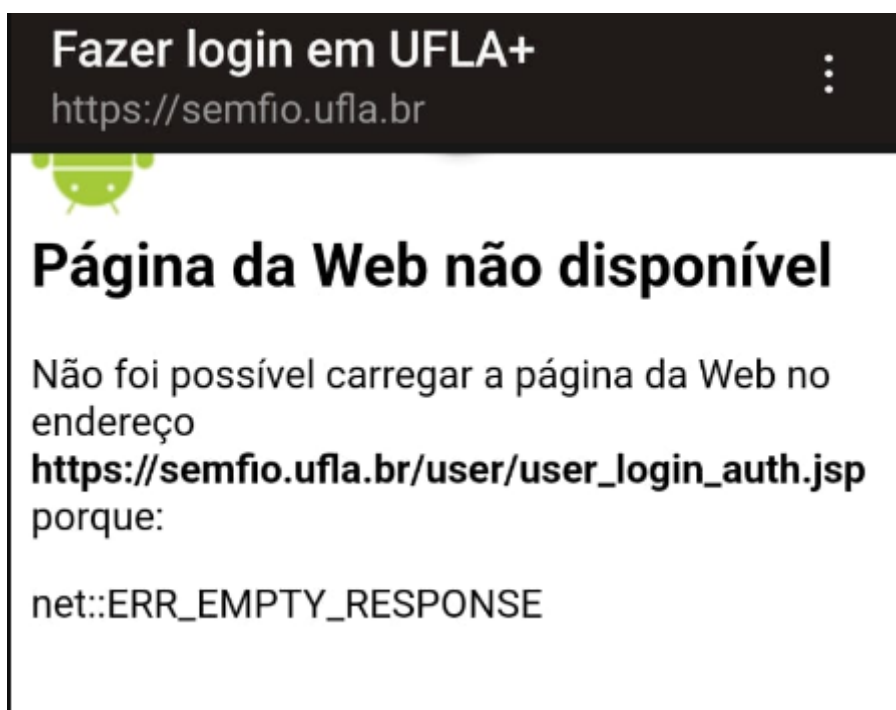 Fazer login em UFLA+
https://semfio.ufla.br
Página da Web não disponível
Não foi possível carregar a página da Web no
endereço
https://semfio.ufla.br/user/user_login_auth.jsp
porque:
net::ERR_EMPTY_RESPONSE